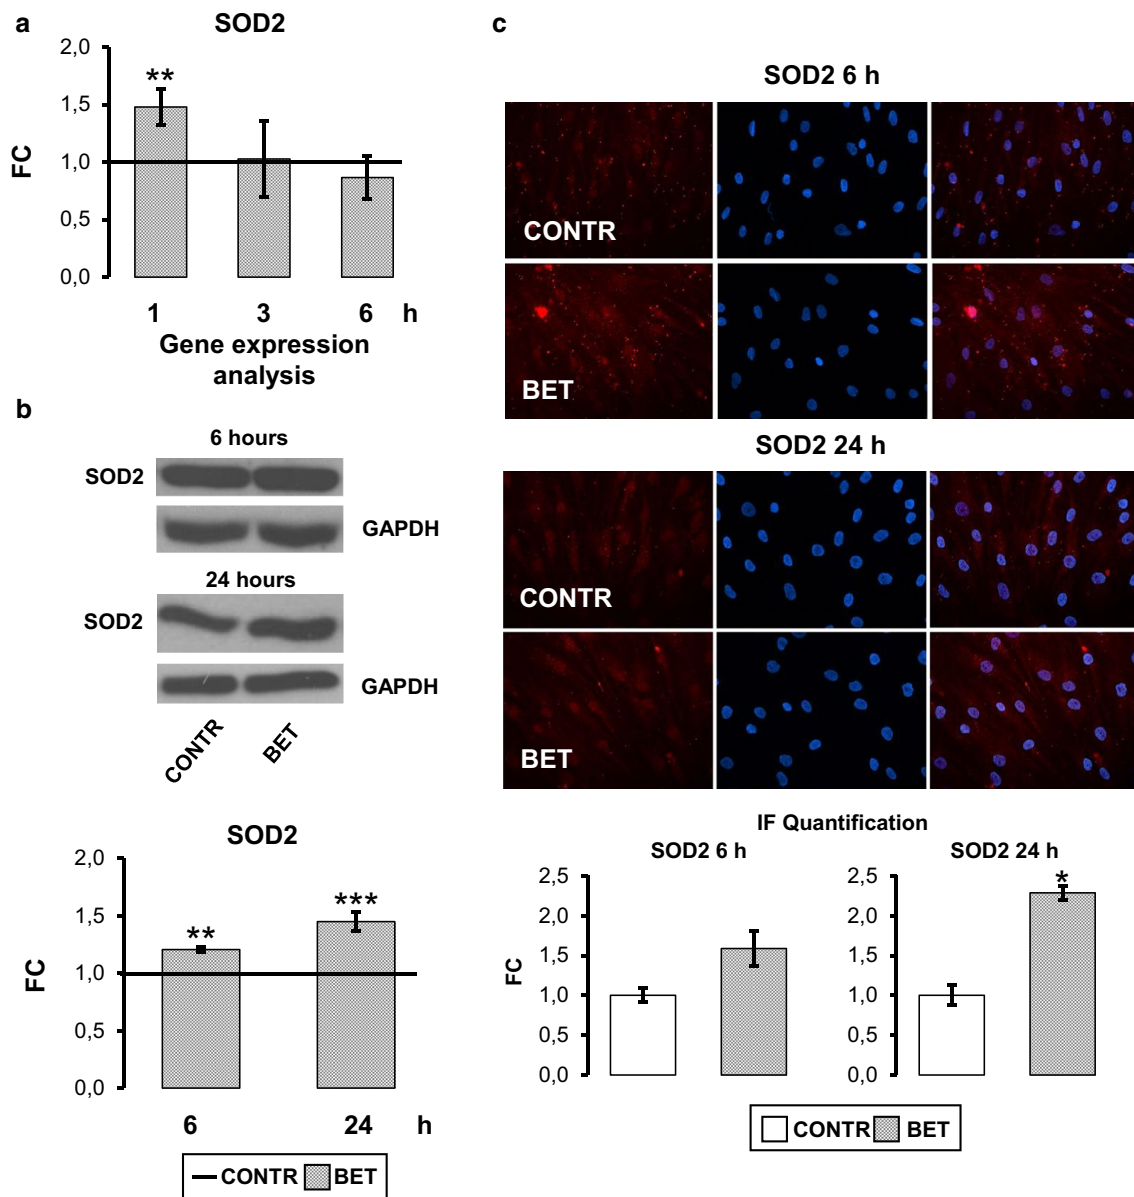 a
SOD2
2,0
1,5
1,0
0,5
0,0
FC
**
1 3 6 h
Gene expression
analysis
b
6 hours
SOD2
GAPDH
24 hours
SOD2
GAPDH
CONTR
BET
SOD2
2,0
1,5
1,0
0,5
0,0
FC
**
***
6 24 h
CONTR BET
c
SOD2 6 h
CONTR
BET
SOD2 24 h
CONTR
BET
IF Quantification
SOD2 6 h
2,5
2,0
1,5
1,0
0,5
0,0
FC
SOD2 24 h
2,5
2,0
1,5
1,0
0,5
0,0
*
CONTR BET